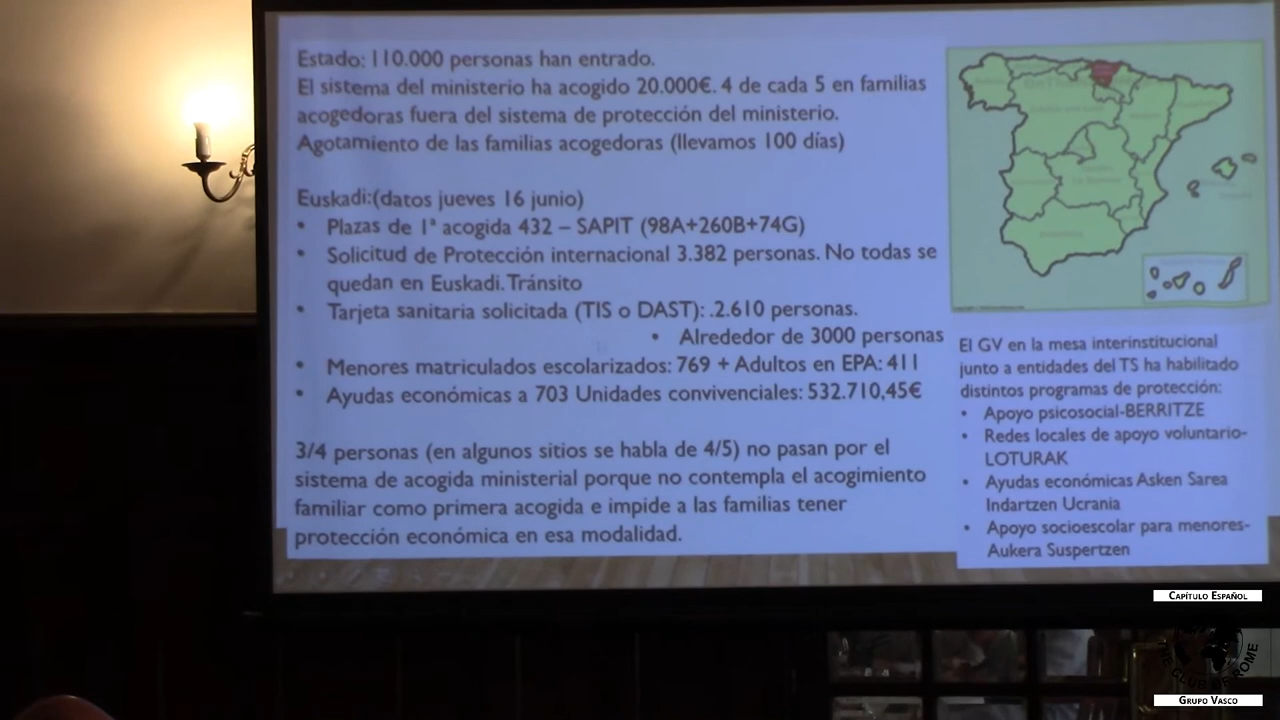 Estado: 110.000 personas han entrado.
El sistema del ministerio ha acogido 20.000€. 4 de cada 5 en familias
acogedoras fuera del sistema de protección del ministerio.
Agotamiento de las familias acogedoras (llevamos 100 días)
Euskadi:(datos jueves 16 junio)
• Plazas de 1ª acogida 432 – SAPIT (98A+260B+74G)
• Solicitud de Protección internacional 3.382 personas. No todas se
quedan en Euskadi. Tránsito
• Tarjeta sanitaria solicitada (TIS o DAST): .2.610 personas.
• Alrededor de 3000 personas
• Menores matriculados escolarizados: 769 + Adultos en EPA: 411
• Ayudas económicas a 703 Unidades convivenciales: 532.710,45€
3/4 personas (en algunos sitios se habla de 4/5) no pasan por el
sistema de acogida ministerial porque no contempla el acogimiento
familiar como primera acogida e impide a las familias tener
protección económica en esa modalidad.
El GV en la mesa interinstitucional
junto a entidades del TS ha habilitado
distintos programas de protección:
• Apoyo psicosocial-BERRITZE
• Redes locales de apoyo voluntario-
LOTURAK
• Ayudas económicas Asken Sarea
Indartzen Ucrania
• Apoyo socioescolar para menores-
Aukera Suspertzen
Capítulo Español
THE CLUB OF ROME
Grupo Vasco